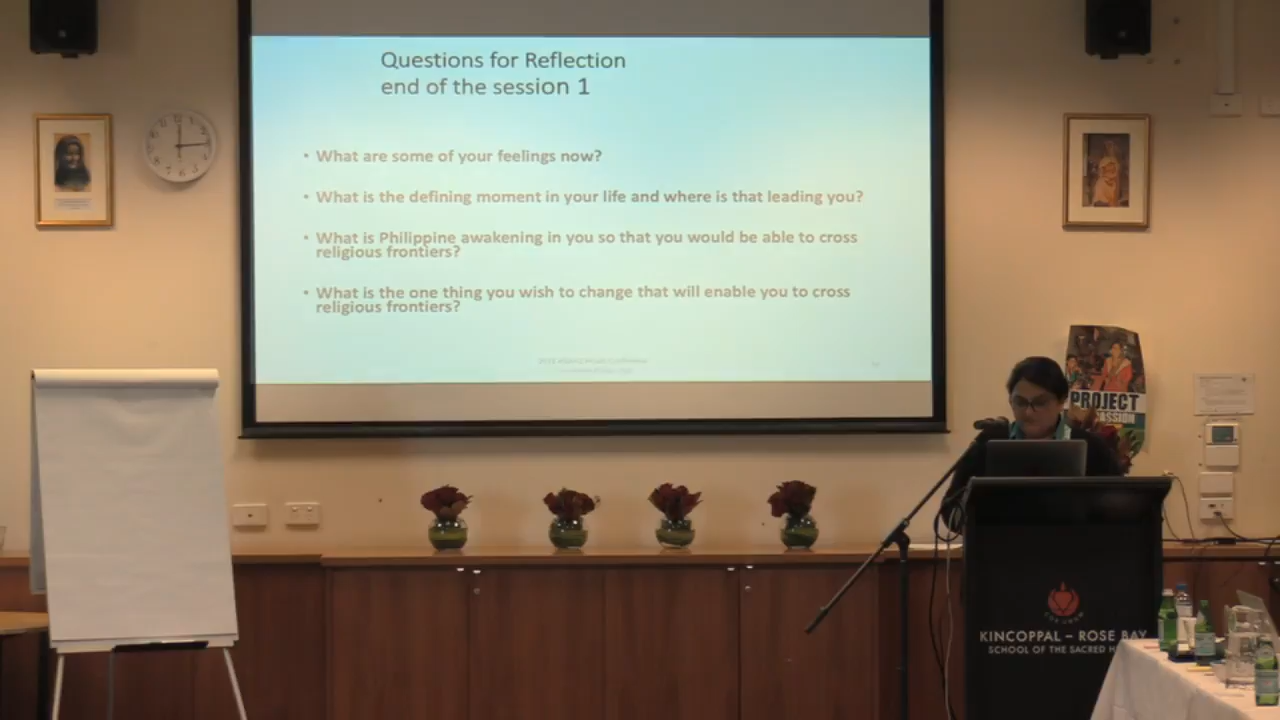 Questions for Reflection
end of the session 1
• What are some of your feelings now?
• What is the defining moment in your life and where is that leading you?
• What is Philippine awakening in you so that you would be able to cross
religious frontiers?
• What is the one thing you wish to change that will enable you to cross
religious frontiers?
PROJECT
KINCOPPAL – ROSE BAY
SCHOOL OF THE SACRED